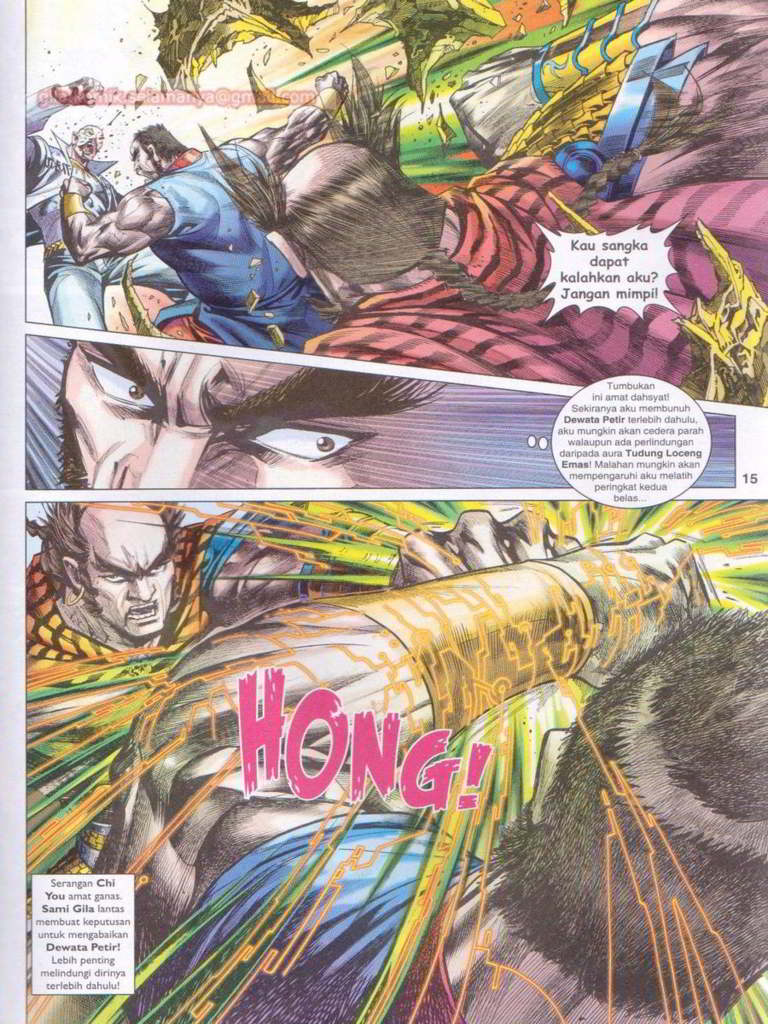 Kau sangka
dapat
kalahkan aku?
Jangan mimpi!
Tumbukan
ini amat dahsyat!
Sekiranya aku membunuh
Dewata Petir terlebih dahulu,
aku mungkin akan cedera parah
walaupun ada perlindungan
daripada aura Tudung Loceng
Emas! Malahan mungkin akan
mempengaruhi aku melatih
peringkat kedua
belas...
15
HONG!
Serangan Chi
You amat ganas.
Sami Gila lantas
membuat keputusan
untuk mengabaikan
Dewata Petir!
Lebih penting
melindungi dirinya
terlebih dahulu!